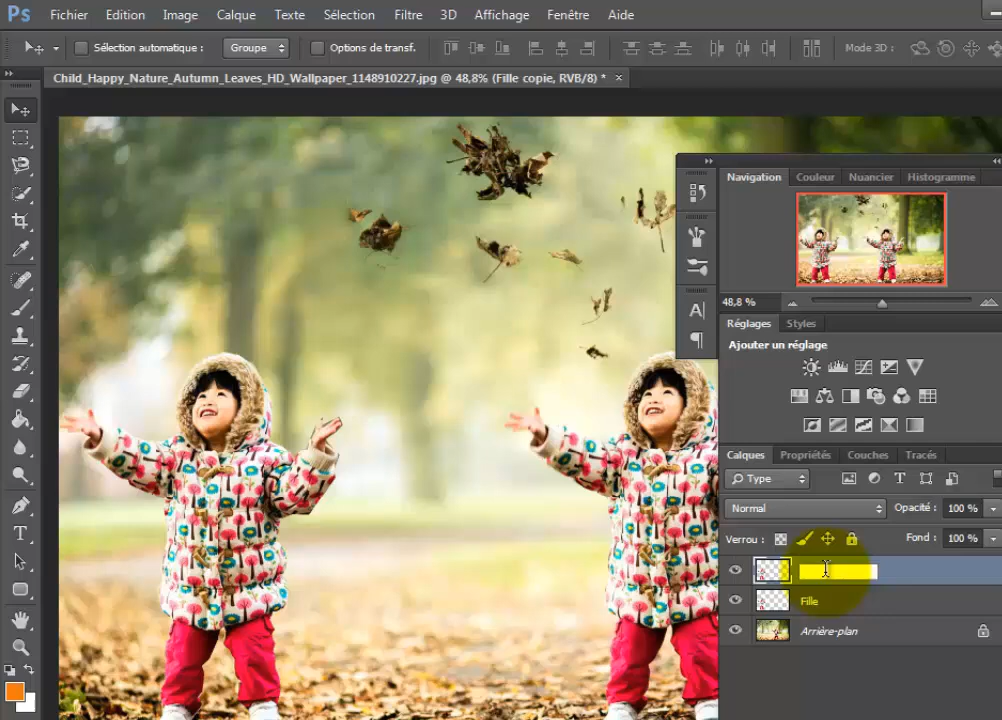 Ps Fichier Edition Image Calque Texte Sélection Filtre 3D Affichage Fenêtre Aide
Sélection automatique : Groupe Options de transf. Mode 3D :
Child_Happy_Nature_Autumn_Leaves_HD_Wallpaper_1148910227.jpg @ 48,8% (Fille copie, RVB/8) * ×
Navigation Couleur Nuancier Histogramme
48,8 %
Réglages Styles
Ajouter un réglage
Calques Propriétés Couches Tracés
Type
Normal Opacité : 100 %
Verrou : Fond : 100 %
Fille
Arrière-plan